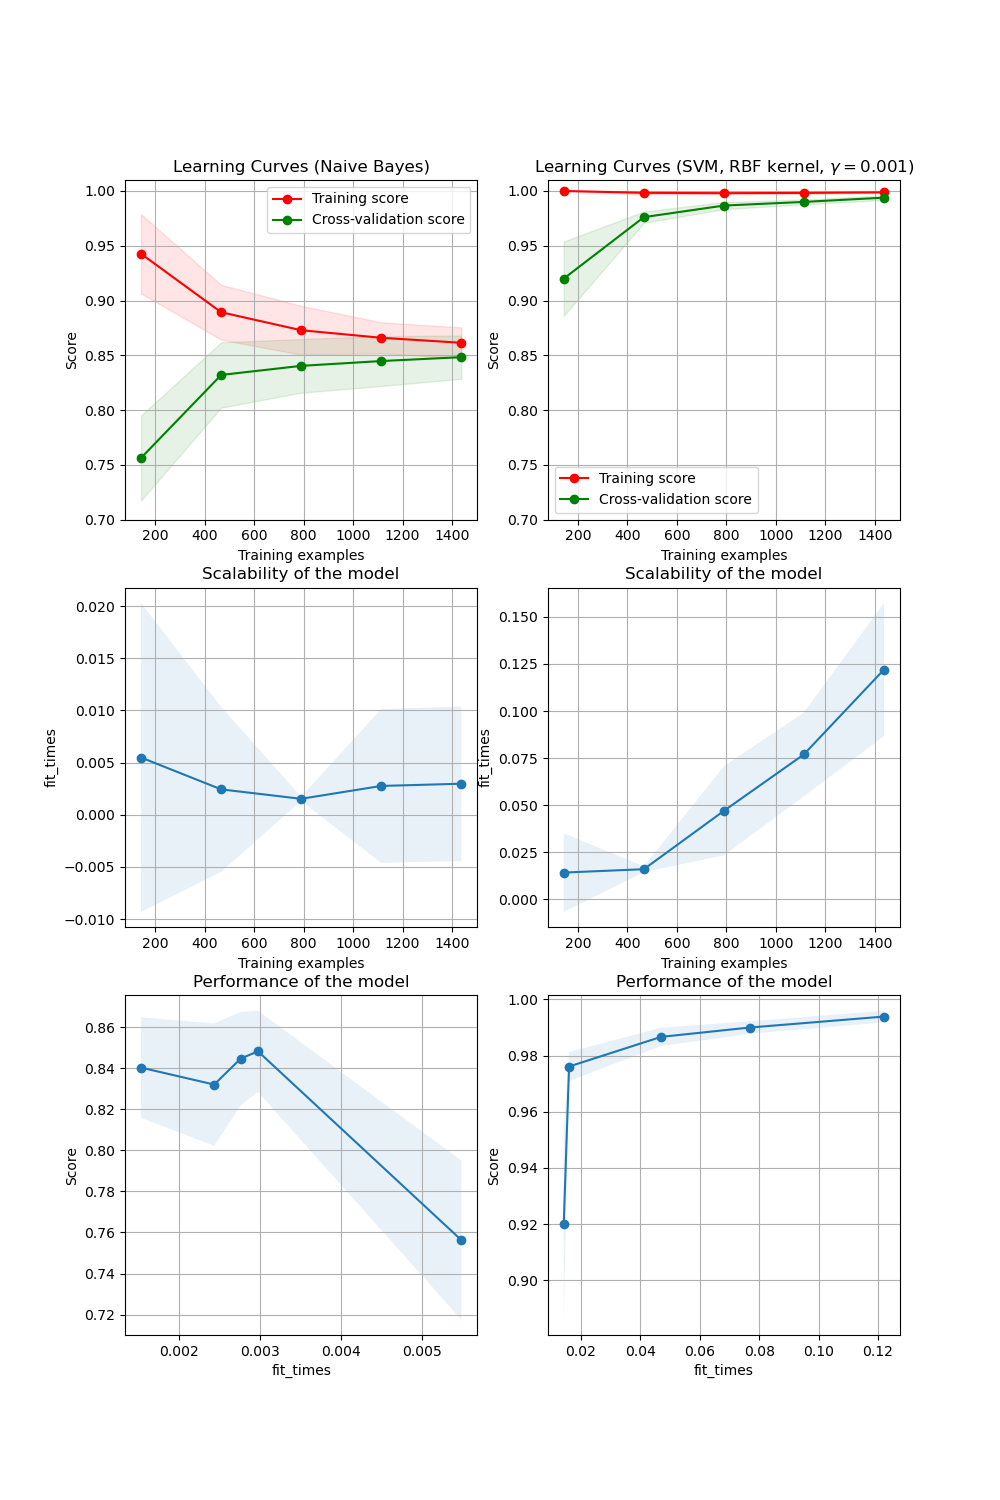 Learning Curves (Naive Bayes)
Score
1.00
0.95
0.90
0.85
0.80
0.75
0.70
Training score
Cross-validation score
200 400 600 800 1000 1200 1400
Training examples
Learning Curves (SVM, RBF kernel, γ = 0.001)
Score
1.00
0.95
0.90
0.85
0.80
0.75
0.70
Training score
Cross-validation score
200 400 600 800 1000 1200 1400
Training examples
Scalability of the model
fit_times
0.020
0.015
0.010
0.005
0.000
−0.005
−0.010
200 400 600 800 1000 1200 1400
Training examples
Scalability of the model
fit_times
0.150
0.125
0.100
0.075
0.050
0.025
0.000
200 400 600 800 1000 1200 1400
Training examples
Performance of the model
Score
0.86
0.84
0.82
0.80
0.78
0.76
0.74
0.72
0.002 0.003 0.004 0.005
fit_times
Performance of the model
Score
1.00
0.98
0.96
0.94
0.92
0.90
0.02 0.04 0.06 0.08 0.10 0.12
fit_times